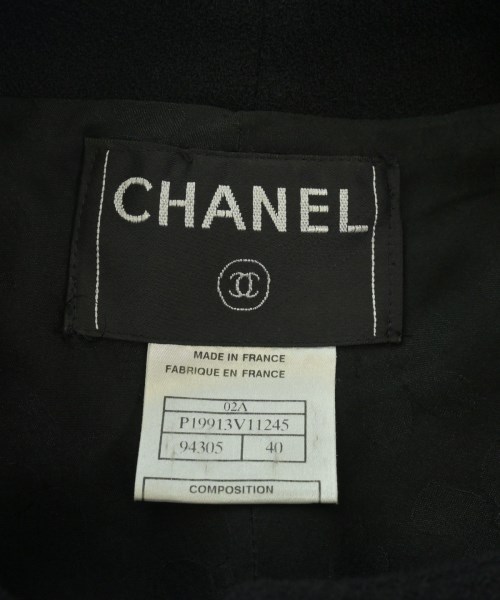 CHANEL
MADE IN FRANCE
FABRIQUE EN FRANCE
02A
P19913V11245
94305 40
COMPOSITION